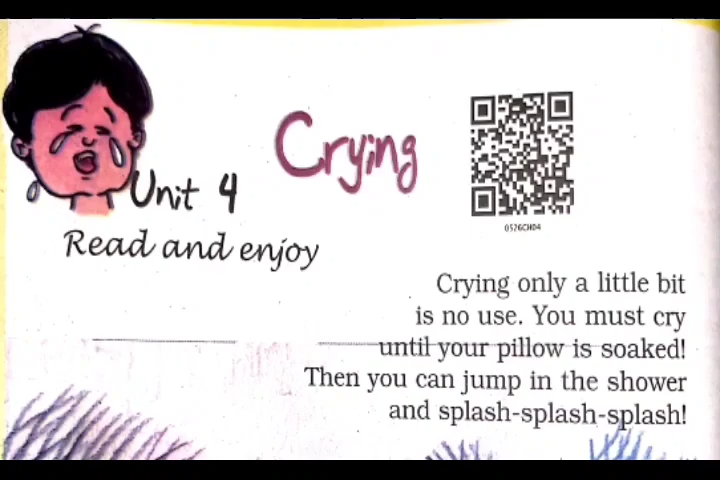 Crying
Unit 4
0526CH04
Read and enjoy
Crying only a little bit
is no use. You must cry
until your pillow is soaked!
Then you can jump in the shower
and splash-splash-splash!